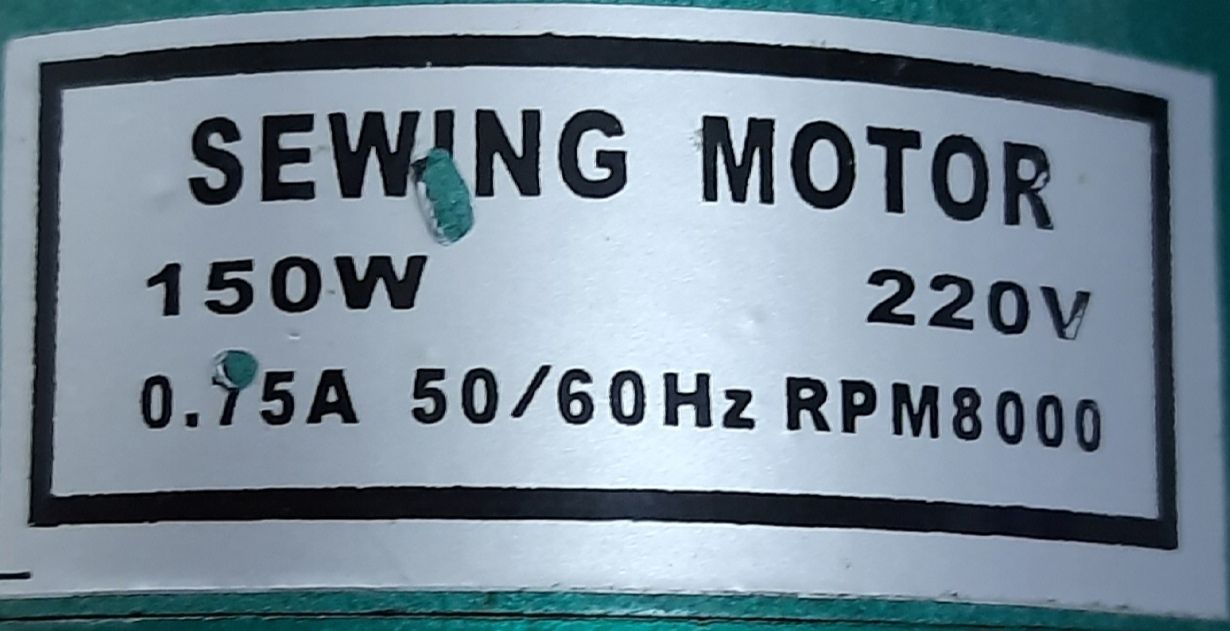 SEWING MOTOR
150W 220V
0.75A 50/60Hz RPM8000